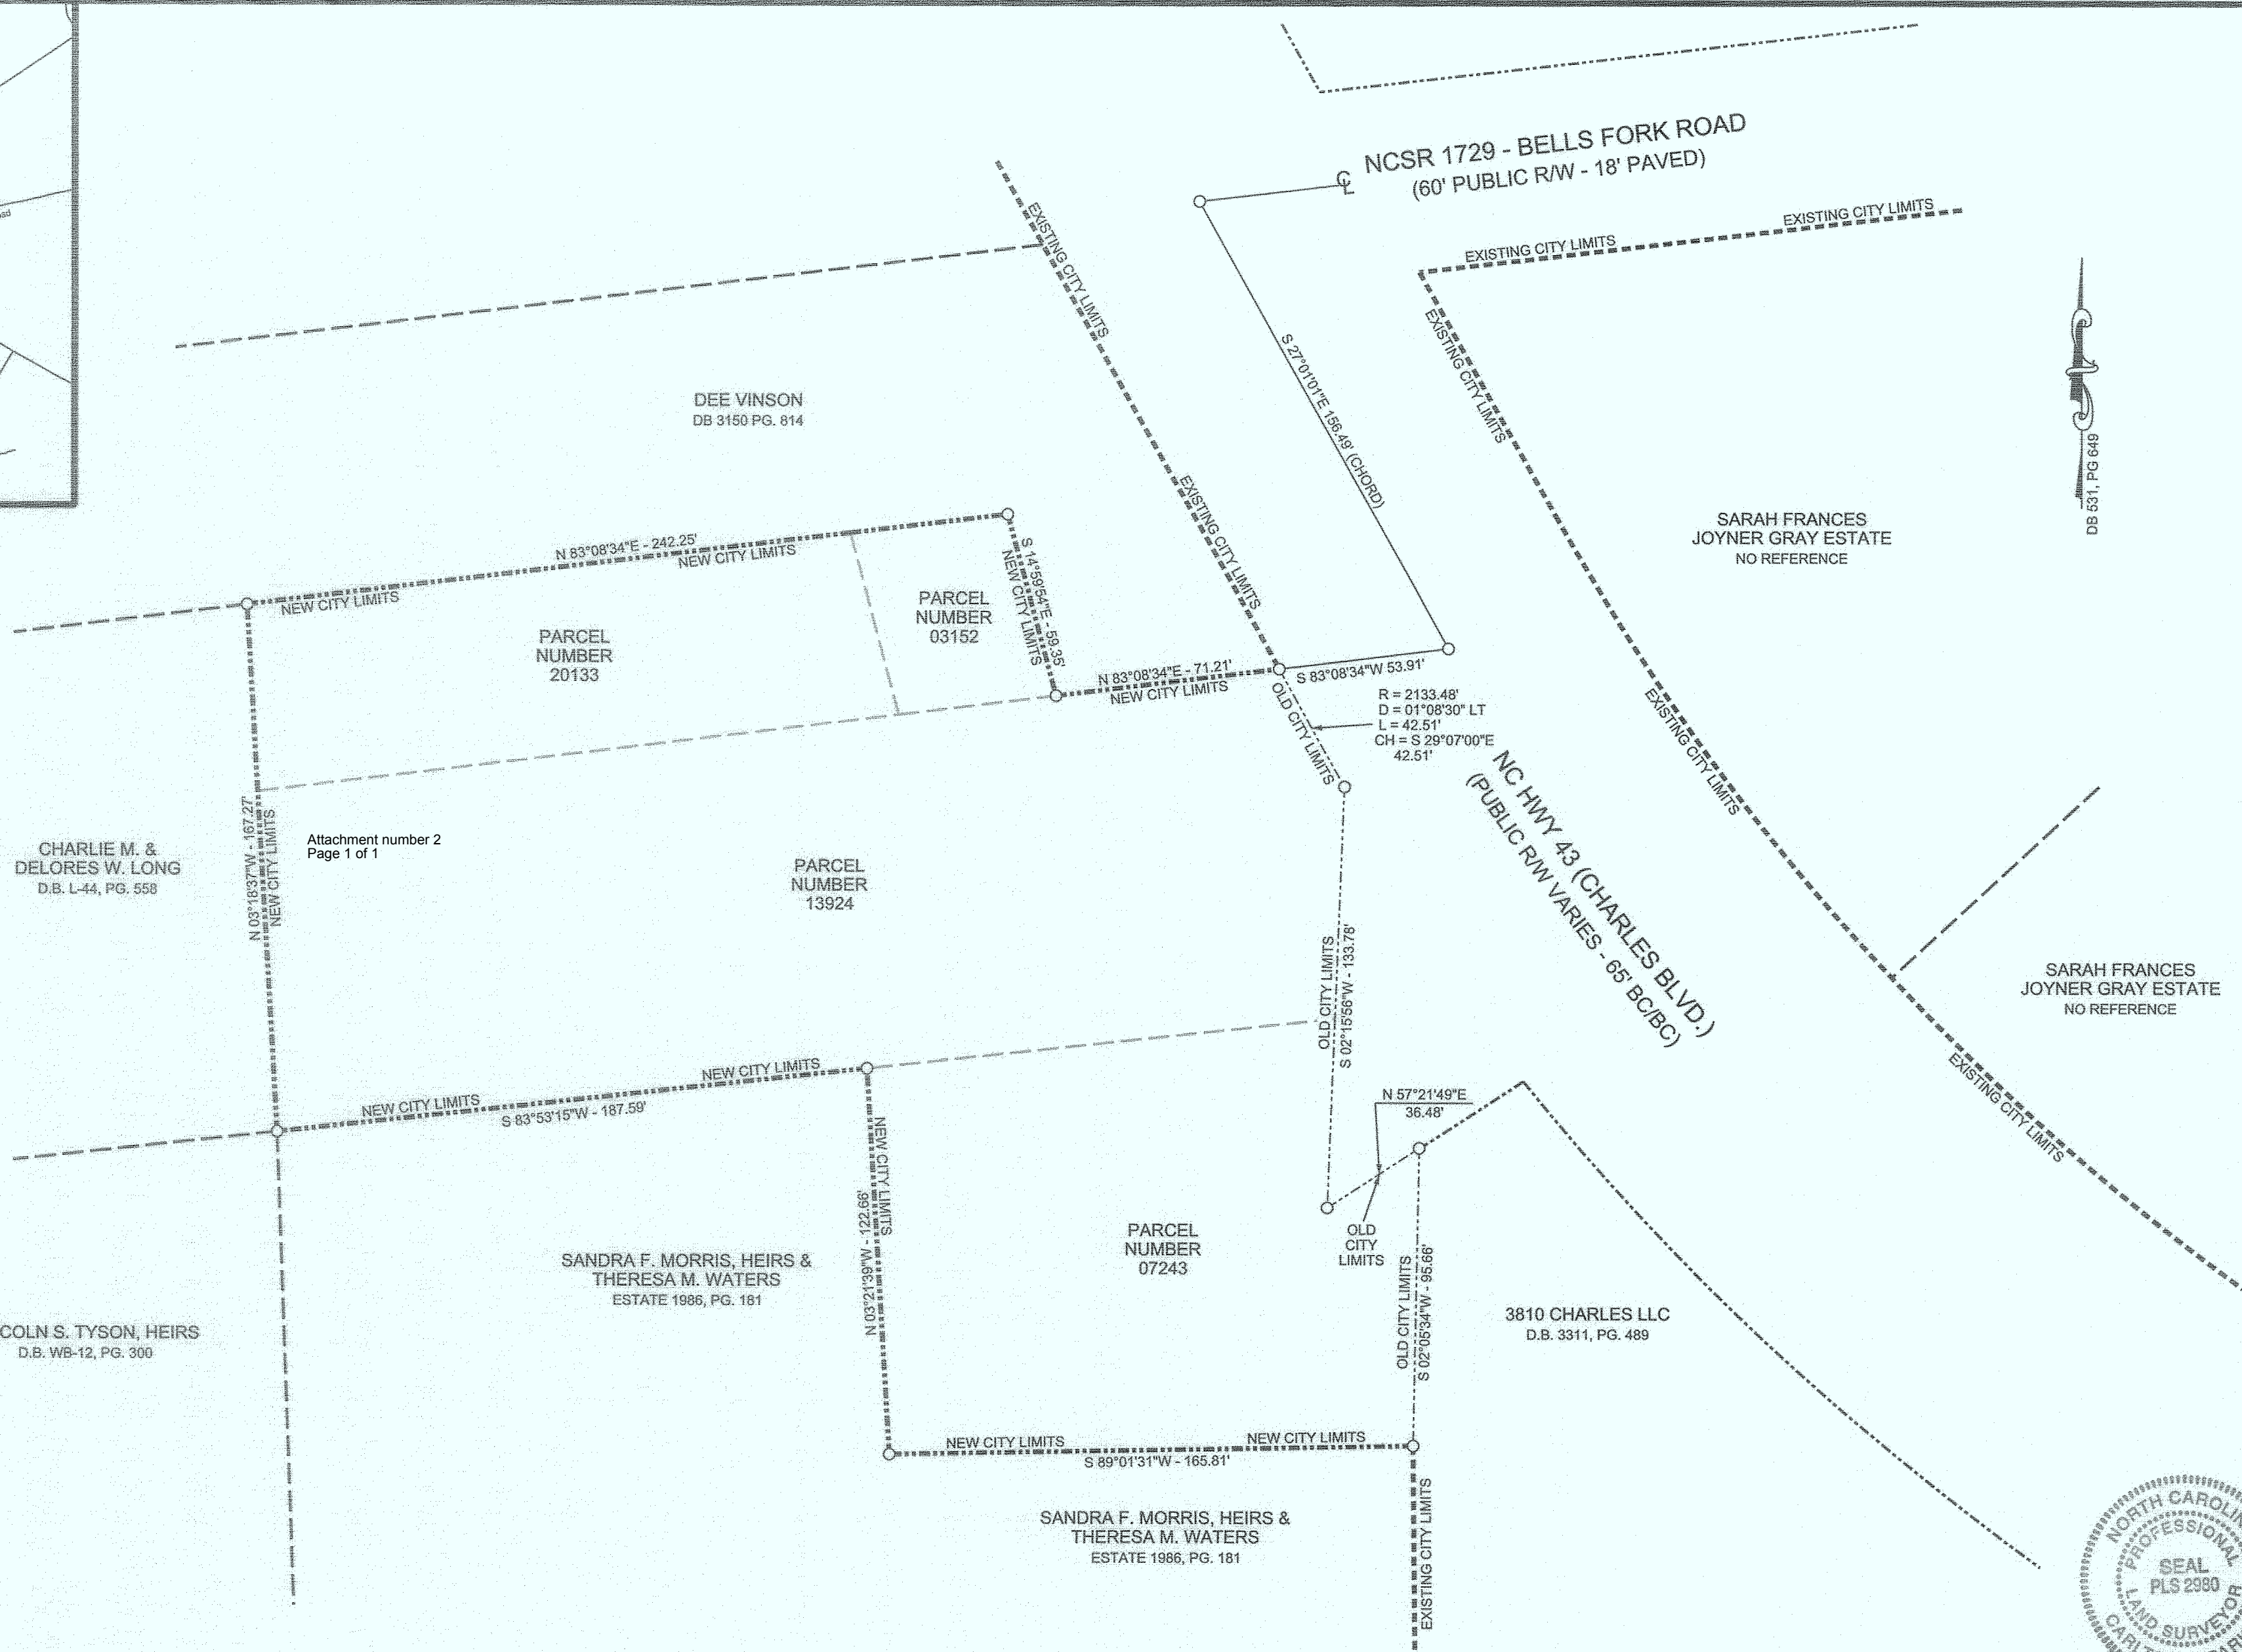 NCSR 1729 - BELLS FORK ROAD
(60' PUBLIC R/W - 18' PAVED)
EXISTING CITY LIMITS
EXISTING CITY LIMITS
EXISTING CITY LIMITS
EXISTING CITY LIMITS
S 27°01'01"E 156.49' (CHORD)
DB 531, PG 649
DEE VINSON
DB 3150 PG. 814
EXISTING CITY LIMITS
SARAH FRANCES
JOYNER GRAY ESTATE
NO REFERENCE
N 83°08'34"E - 242.25'
NEW CITY LIMITS
NEW CITY LIMITS
S 14°59'54"E - 59.35'
NEW CITY LIMITS
PARCEL
NUMBER
03152
PARCEL
NUMBER
20133
N 83°08'34"E - 71.21'
NEW CITY LIMITS
S 83°08'34"W 53.91'
OLD CITY LIMITS
R = 2133.48'
D = 01°08'30" LT
L = 42.51'
CH = S 29°07'00"E
42.51'
EXISTING CITY LIMITS
NC HWY 43 (CHARLES BLVD.)
(PUBLIC R/W VARIES - 65' BC/BC)
N 03°18'37"W - 167.27'
NEW CITY LIMITS
Attachment number 2
Page 1 of 1
CHARLIE M. &
DELORES W. LONG
D.B. L-44, PG. 558
PARCEL
NUMBER
13924
OLD CITY LIMITS
S 02°15'56"W - 133.78'
SARAH FRANCES
JOYNER GRAY ESTATE
NO REFERENCE
EXISTING CITY LIMITS
NEW CITY LIMITS
NEW CITY LIMITS
S 83°53'15"W - 187.59'
N 57°21'49"E
36.48'
OLD
CITY
LIMITS
N 03°21'39"W - 122.66'
NEW CITY LIMITS
PARCEL
NUMBER
07243
OLD CITY LIMITS
S 02°05'34"W - 95.66'
SANDRA F. MORRIS, HEIRS &
THERESA M. WATERS
ESTATE 1986, PG. 181
COLN S. TYSON, HEIRS
D.B. WB-12, PG. 300
3810 CHARLES LLC
D.B. 3311, PG. 489
NEW CITY LIMITS
NEW CITY LIMITS
S 89°01'31"W - 165.81'
SANDRA F. MORRIS, HEIRS &
THERESA M. WATERS
ESTATE 1986, PG. 181
EXISTING CITY LIMITS
NORTH CAROLIN
PROFESSIONAL
SEAL
PLS 2980
LAND SURVEYOR